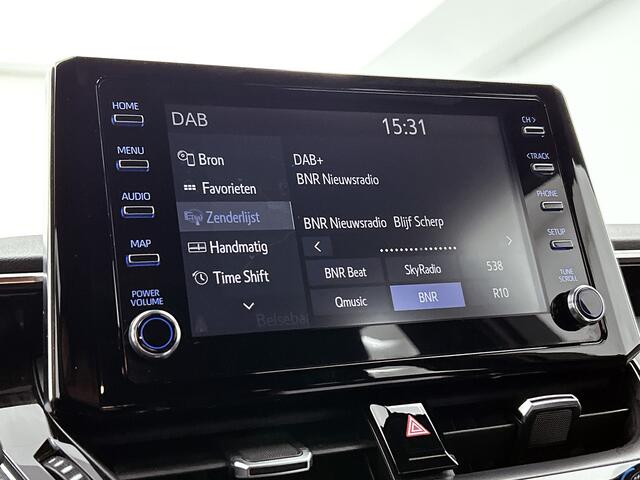 HOME
MENU
AUDIO
MAP
POWER
VOLUME
DAB
15:31
Bron
Favorieten
Zenderlijst
Handmatig
Time Shift
DAB+
BNR Nieuwsradio
BNR Nieuwsradio Blijf Scherp
BNR Beat
SkyRadio
538
Qmusic
BNR
R10
CH >
< TRACK
PHONE
SETUP
TUNE
SCROLL